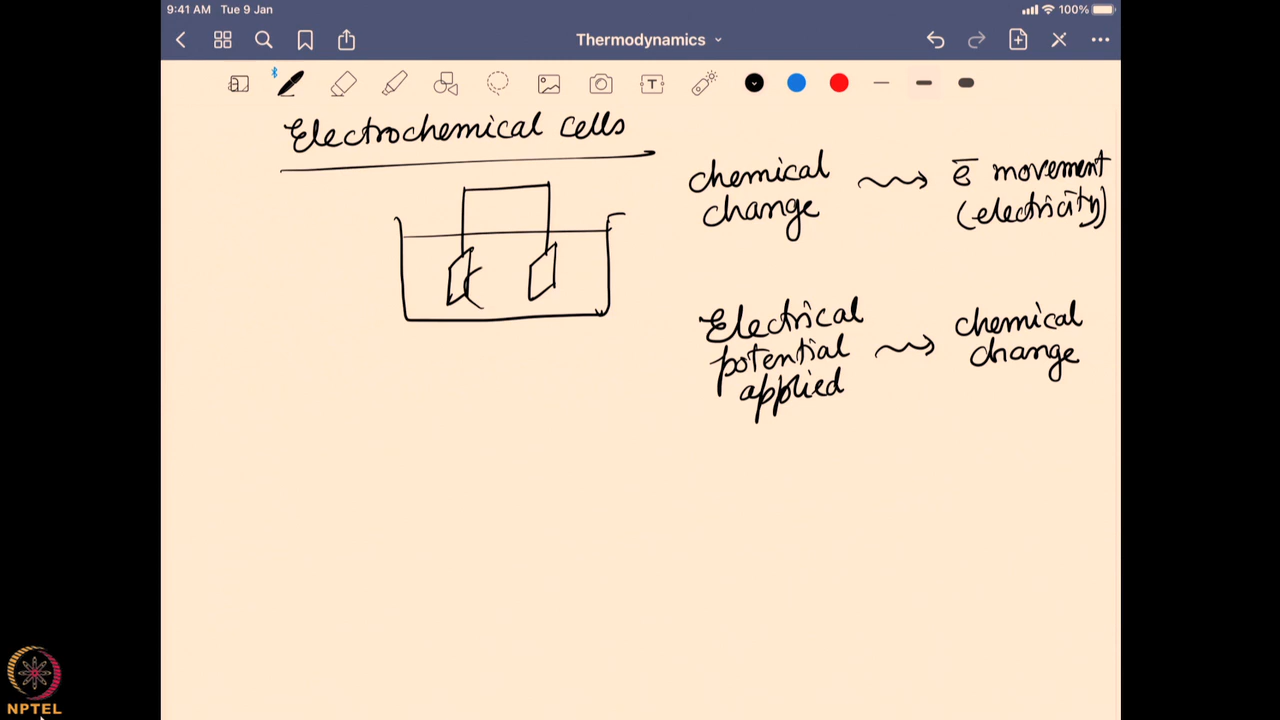 9:41 AM Tue 9 Jan
100%
Thermodynamics
T
Electrochemical cells
chemical change ⇝ ē movement (electricity)
Electrical potential applied ⇝ chemical change
NPTEL